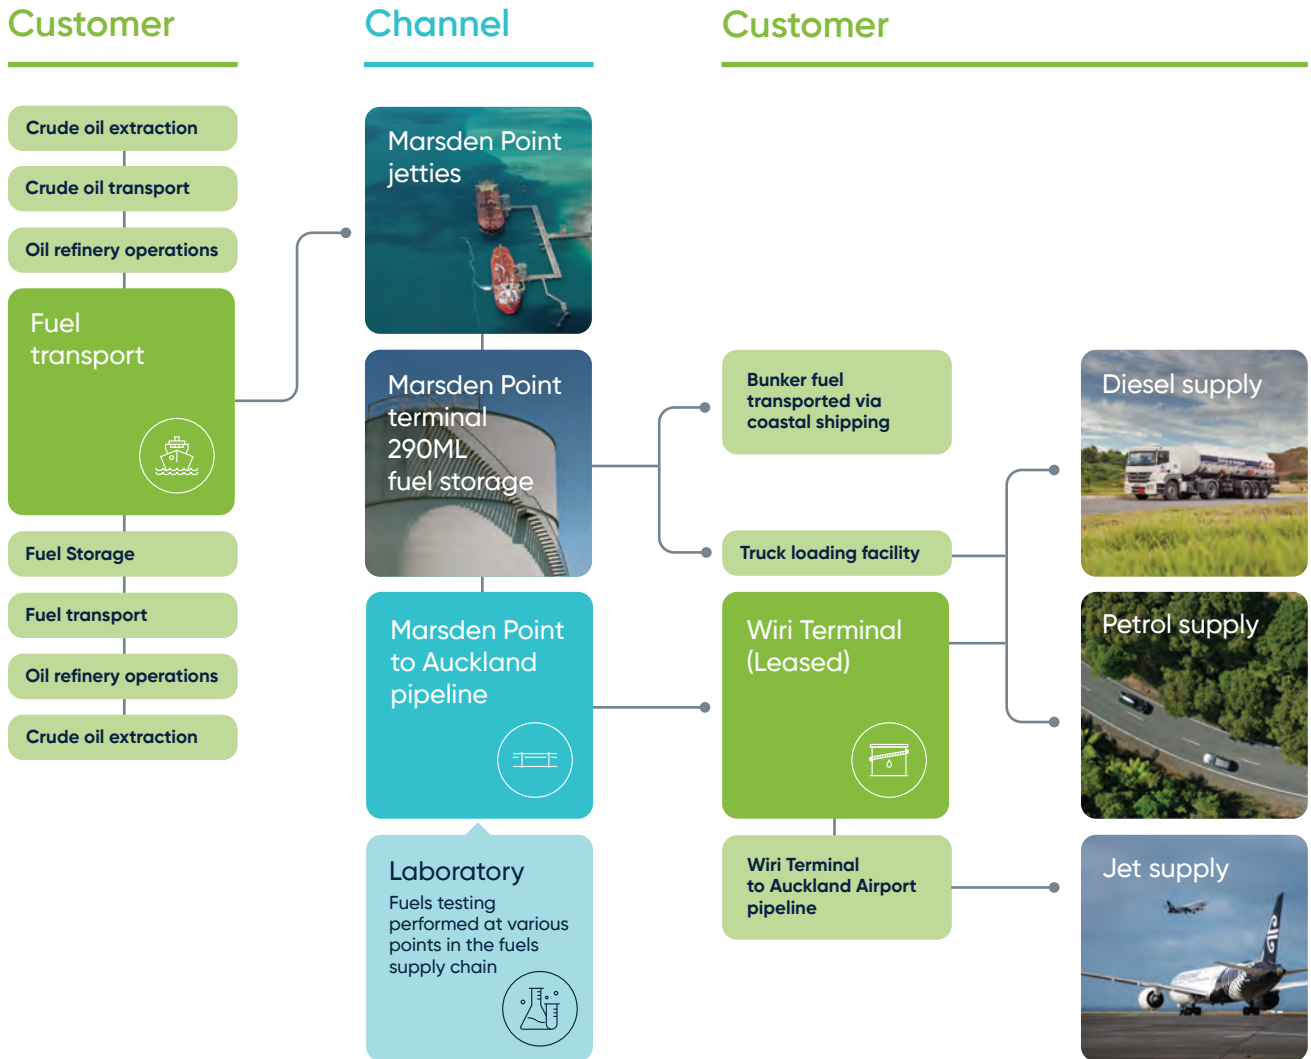 Customer
Crude oil extraction
Crude oil transport
Oil refinery operations
Fuel
transport
Fuel Storage
Fuel transport
Oil refinery operations
Crude oil extraction
Channel
Marsden Point
jetties
Marsden Point
terminal
290ML
fuel storage
Marsden Point
to Auckland
pipeline
Laboratory
Fuels testing
performed at various
points in the fuels
supply chain
Customer
Bunker fuel
transported via
coastal shipping
Truck loading facility
Wiri Terminal
(Leased)
Wiri Terminal
to Auckland Airport
pipeline
Diesel supply
Petrol supply
Jet supply